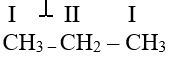 I ┴ II I
CH₃ – CH₂ – CH₃